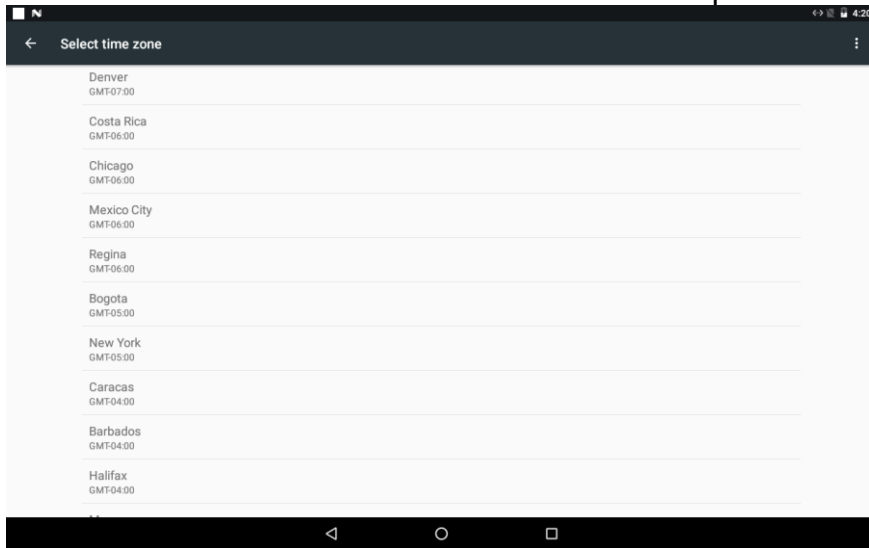 4:20
Select time zone
Denver
GMT-07:00
Costa Rica
GMT-06:00
Chicago
GMT-06:00
Mexico City
GMT-06:00
Regina
GMT-06:00
Bogota
GMT-05:00
New York
GMT-05:00
Caracas
GMT-04:00
Barbados
GMT-04:00
Halifax
GMT-04:00